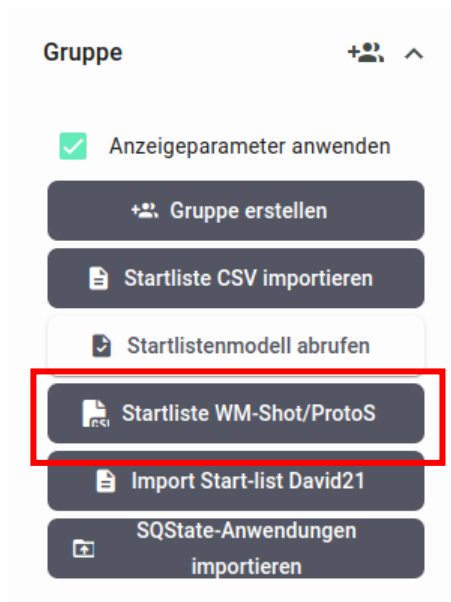 Gruppe
Anzeigeparameter anwenden
Gruppe erstellen
Startliste CSV importieren
Startlistenmodell abrufen
Startliste WM-Shot/ProtoS
Import Start-list David21
SQState-Anwendungen
importieren